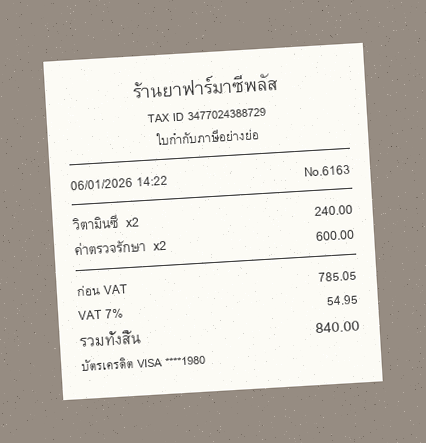 ร้านยาฟาร์มาซีพลัส
TAX ID 3477024388729
ใบกำกับภาษีอย่างย่อ
06/01/2026 14:22 No.6163
วิตามินซี x2 240.00
ค่าตรวจรักษา x2 600.00
ก่อน VAT 785.05
VAT 7% 54.95
รวมทั้งสิ้น 840.00
บัตรเครดิต VISA ****1980